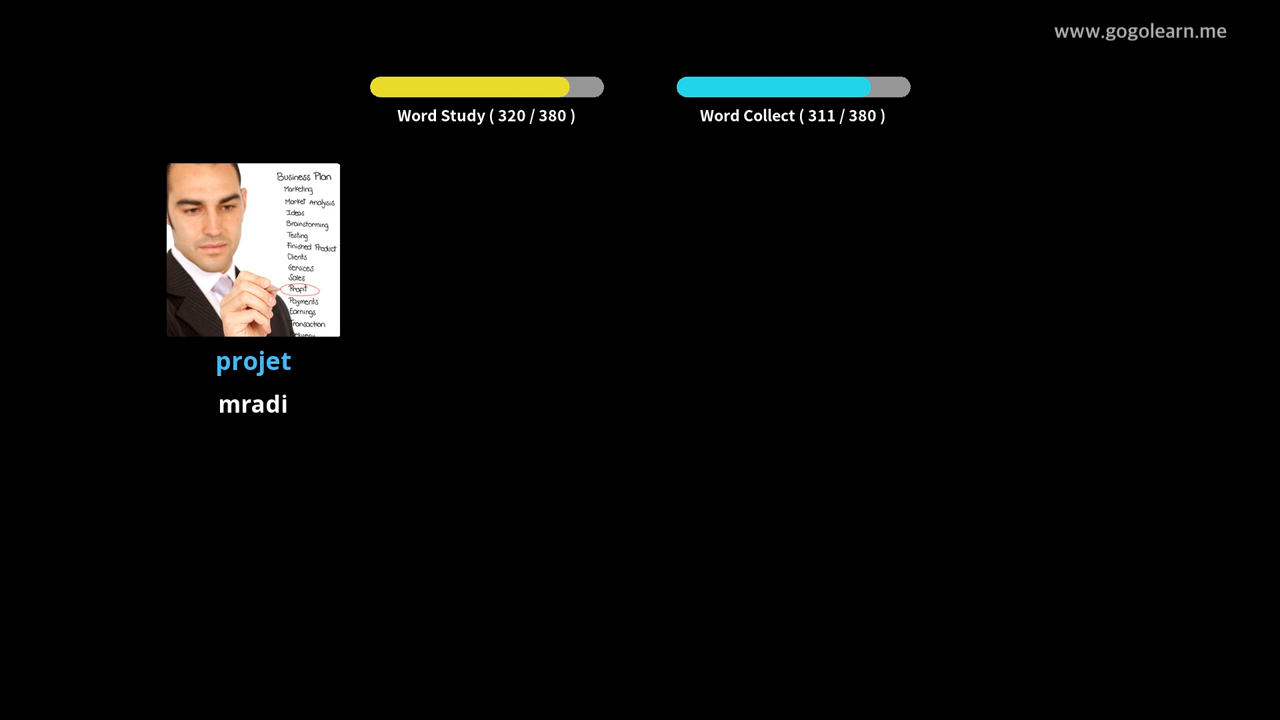 www.gogolearn.me
Word Study ( 320 / 380 )
Word Collect ( 311 / 380 )
Business Plan
Marketing
Market Analysis
Ideas
Brainstorming
Testing
Finished Product
Clients
Services
Sales
Profit
Payments
Earnings
Transaction
projet
mradi